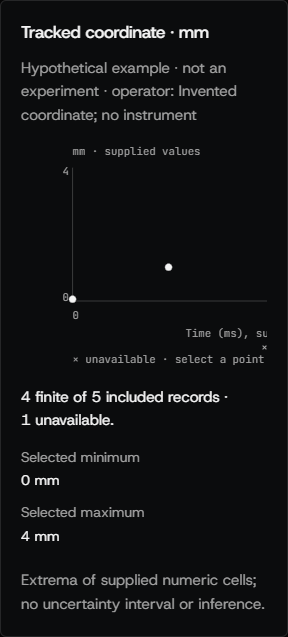 Tracked coordinate · mm
Hypothetical example · not an
experiment · operator: Invented
coordinate; no instrument
mm · supplied values
4
0
0
Time (ms), su
×
× unavailable · select a point
4 finite of 5 included records ·
1 unavailable.
Selected minimum
0 mm
Selected maximum
4 mm
Extrema of supplied numeric cells;
no uncertainty interval or inference.